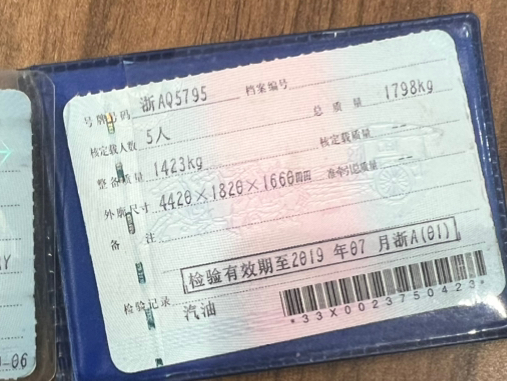 号牌号码 浙AQ5795 档案编号
核定载人数 5人 总质量 1798kg
整备质量 1423kg 核定载质量 --
外廓尺寸 4420×1820×1660mm 准牵引总质量 --
备注
检验有效期至2019 年07 月浙A(01)
检验记录
汽油
*33X0023750423*
RY
-06